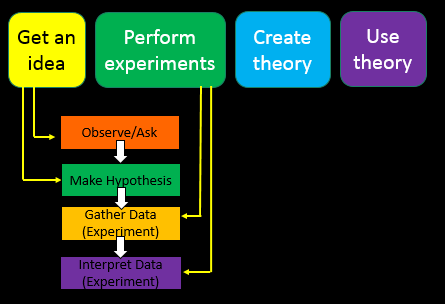 Get an
idea
Perform
experiments
Create
theory
Use
theory
Observe/Ask
Make Hypothesis
Gather Data
(Experiment)
Interpret Data
(Experiment)